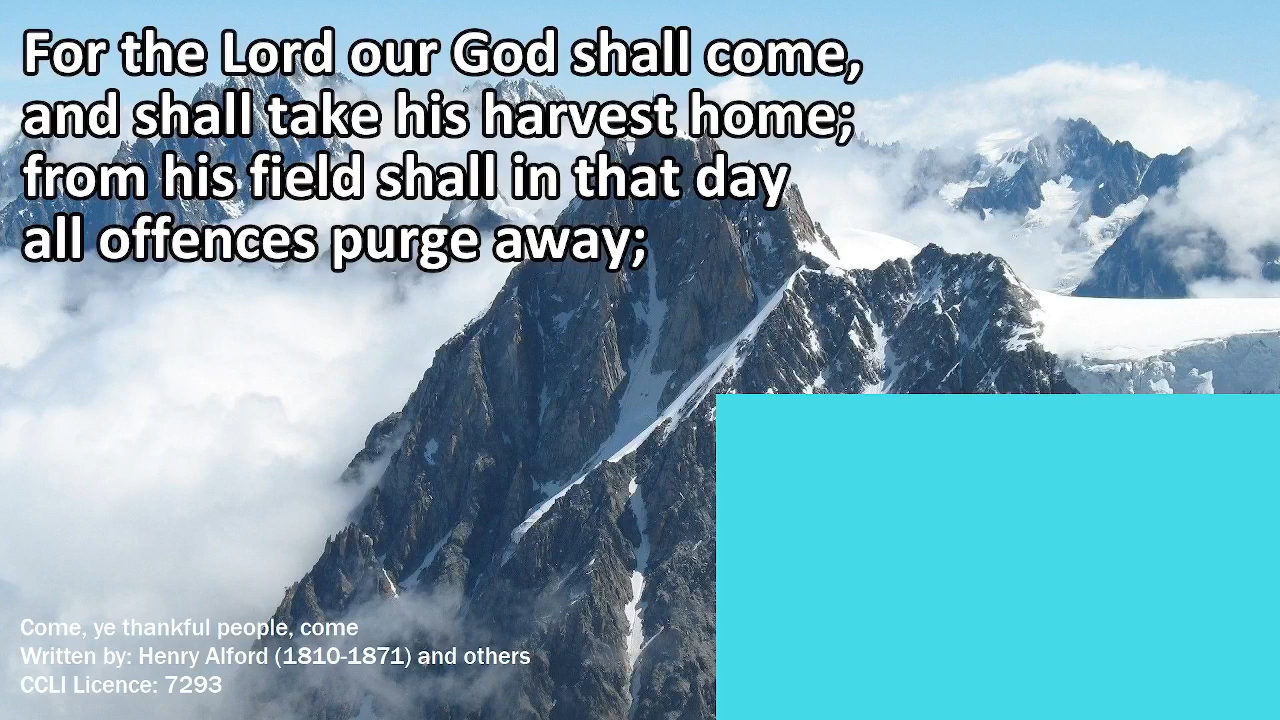 For the Lord our God shall come,
and shall take his harvest home;
from his field shall in that day
all offences purge away;
Come, ye thankful people, come
Written by: Henry Alford (1810-1871) and others
CCLI Licence: 7293